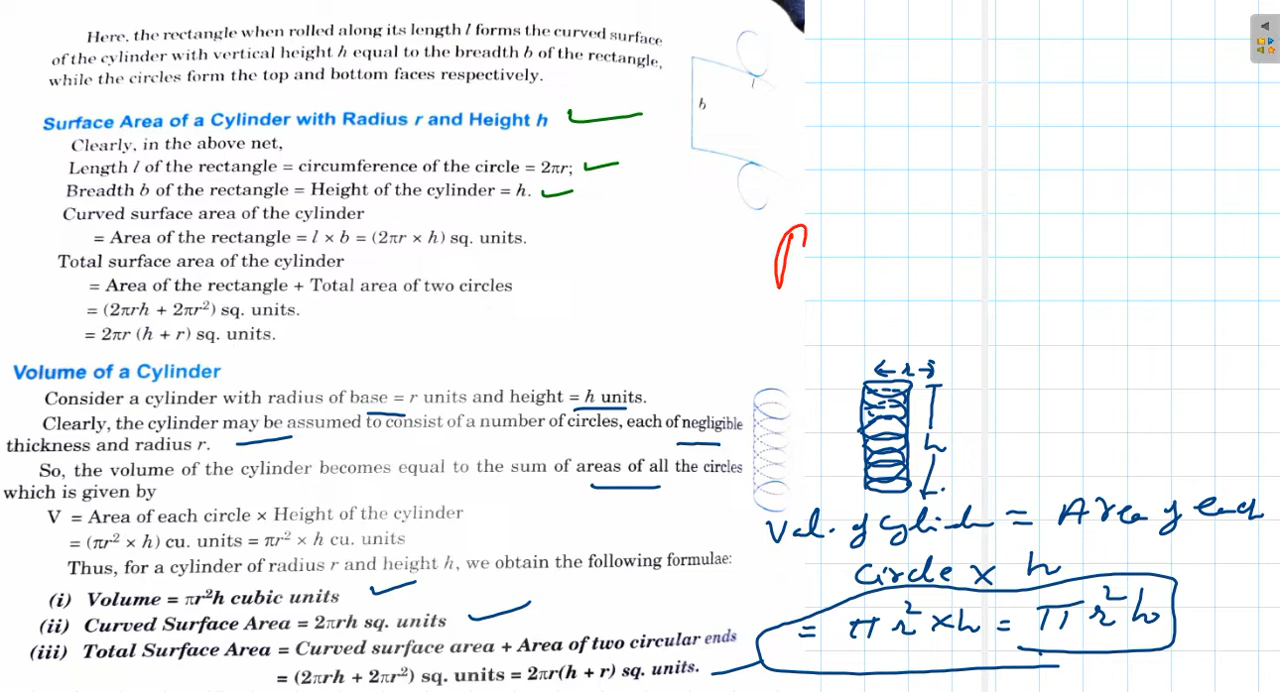 Here, the rectangle when rolled along its length l forms the curved surface
of the cylinder with vertical height h equal to the breadth b of the rectangle,
while the circles form the top and bottom faces respectively.
b
l
Surface Area of a Cylinder with Radius r and Height h
Clearly, in the above net,
Length l of the rectangle = circumference of the circle = 2πr;
Breadth b of the rectangle = Height of the cylinder = h.
Curved surface area of the cylinder
= Area of the rectangle = l × b = (2πr × h) sq. units.
Total surface area of the cylinder
= Area of the rectangle + Total area of two circles
= (2πrh + 2πr²) sq. units.
= 2πr (h + r) sq. units.
Volume of a Cylinder
Consider a cylinder with radius of base = r units and height = h units.
Clearly, the cylinder may be assumed to consist of a number of circles, each of negligible
thickness and radius r.
So, the volume of the cylinder becomes equal to the sum of areas of all the circles
which is given by
V = Area of each circle × Height of the cylinder
= (πr² × h) cu. units = πr² × h cu. units
Thus, for a cylinder of radius r and height h, we obtain the following formulae:
(i) Volume = πr²h cubic units
(ii) Curved Surface Area = 2πrh sq. units
(iii) Total Surface Area = Curved surface area + Area of two circular ends
= (2πrh + 2πr²) sq. units = 2πr(h + r) sq. units.
r
h
Vol. of Cylinder = Area of each
Circle × h
= πr² × h = πr²h